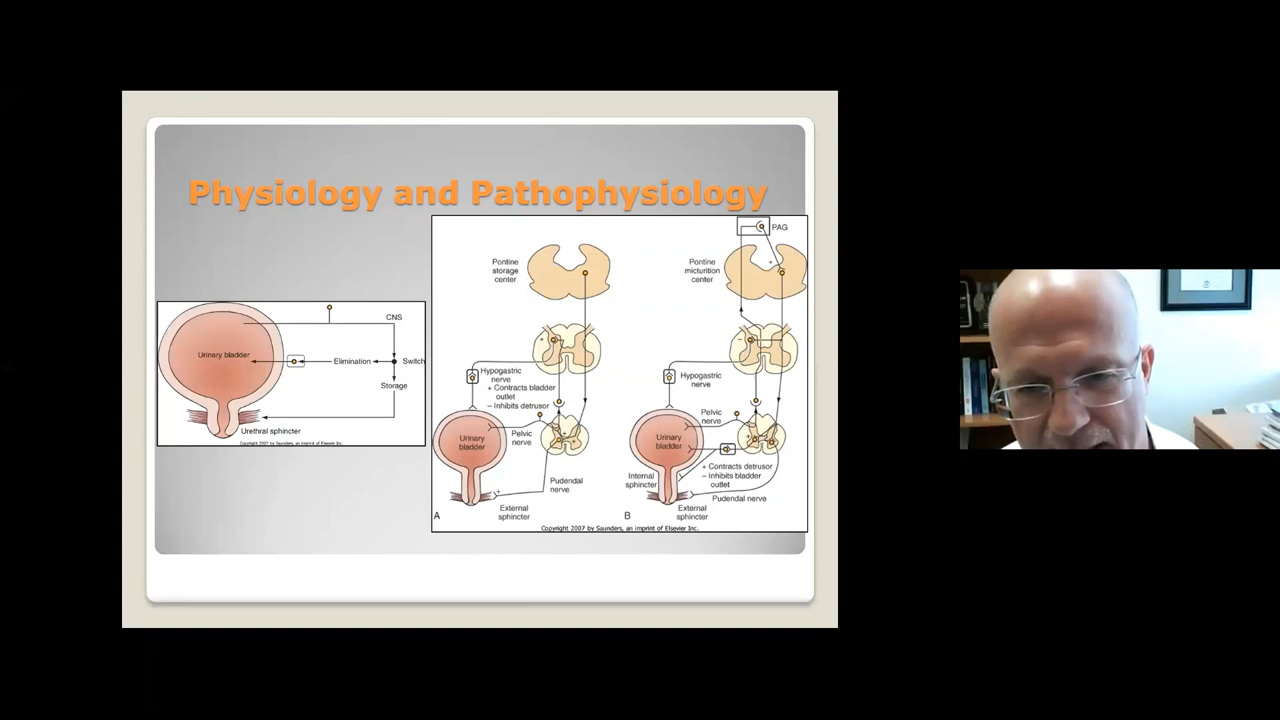 Physiology and Pathophysiology
CNS
Urinary bladder
Elimination
Switch
Storage
Urethral sphincter
Copyright 2007 by Saunders, an imprint of Elsevier Inc.
Pontine
storage
center
Hypogastric
nerve
+ Contracts bladder
outlet
– Inhibits detrusor
Urinary
bladder
Pelvic
nerve
Pudendal
nerve
External
sphincter
A
PAG
Pontine
micturition
center
Hypogastric
nerve
Pelvic
nerve
Urinary
bladder
+ Contracts detrusor
– Inhibits bladder
outlet
Internal
sphincter
Pudendal nerve
External
sphincter
B
Copyright 2007 by Saunders, an imprint of Elsevier Inc.